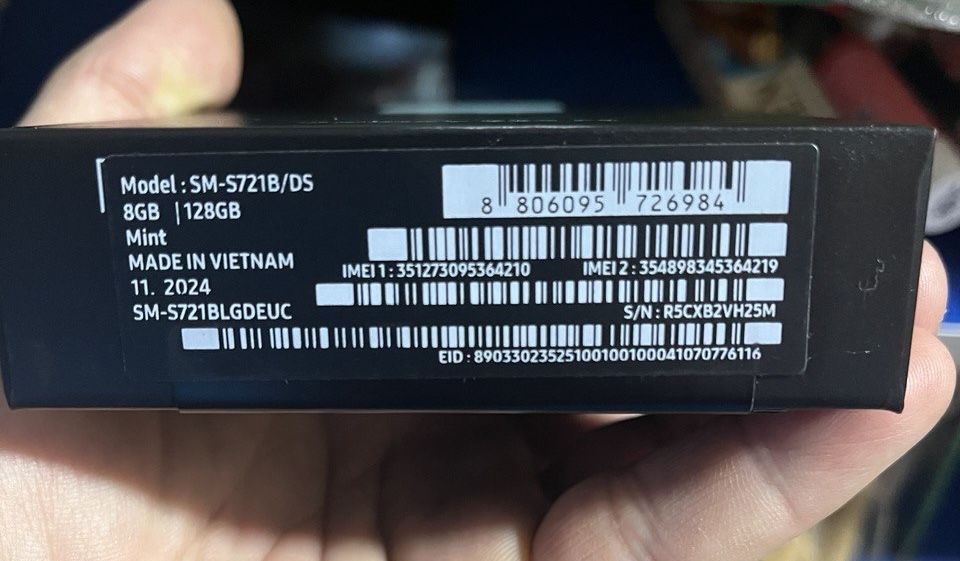 Model : SM-S721B/DS
8GB | 128GB
Mint
MADE IN VIETNAM
11. 2024
SM-S721BLGDEUC
8 806095 726984
IMEI 1 : 351273095364210 IMEI 2 : 354898345364219
S/N : R5CXB2VH25M
EID : 89033023525100100100041070776116